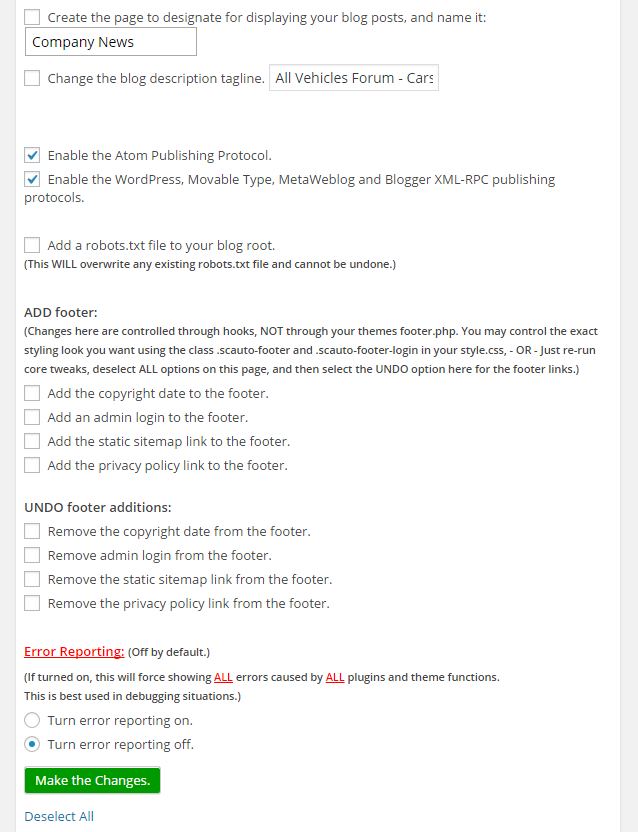 Create the page to designate for displaying your blog posts, and name it:
Company News
Change the blog description tagline. All Vehicles Forum - Cars
Enable the Atom Publishing Protocol.
Enable the WordPress, Movable Type, MetaWeblog and Blogger XML-RPC publishing
protocols.
Add a robots.txt file to your blog root.
(This WILL overwrite any existing robots.txt file and cannot be undone.)
ADD footer:
(Changes here are controlled through hooks, NOT through your themes footer.php. You may control the exact
styling look you want using the class .scauto-footer and .scauto-footer-login in your style.css, - OR - Just re-run
core tweaks, deselect ALL options on this page, and then select the UNDO option here for the footer links.)
Add the copyright date to the footer.
Add an admin login to the footer.
Add the static sitemap link to the footer.
Add the privacy policy link to the footer.
UNDO footer additions:
Remove the copyright date from the footer.
Remove admin login from the footer.
Remove the static sitemap link from the footer.
Remove the privacy policy link from the footer.
Error Reporting: (Off by default.)
(If turned on, this will force showing ALL errors caused by ALL plugins and theme functions.
This is best used in debugging situations.)
Turn error reporting on.
Turn error reporting off.
Make the Changes.
Deselect All